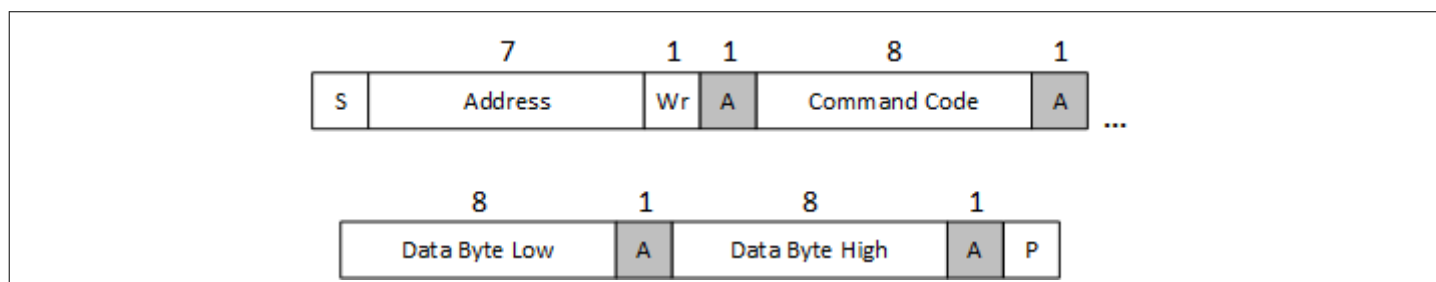 7 1 1 8 1
S Address Wr A Command Code A ...
8 1 8 1
Data Byte Low A Data Byte High A P